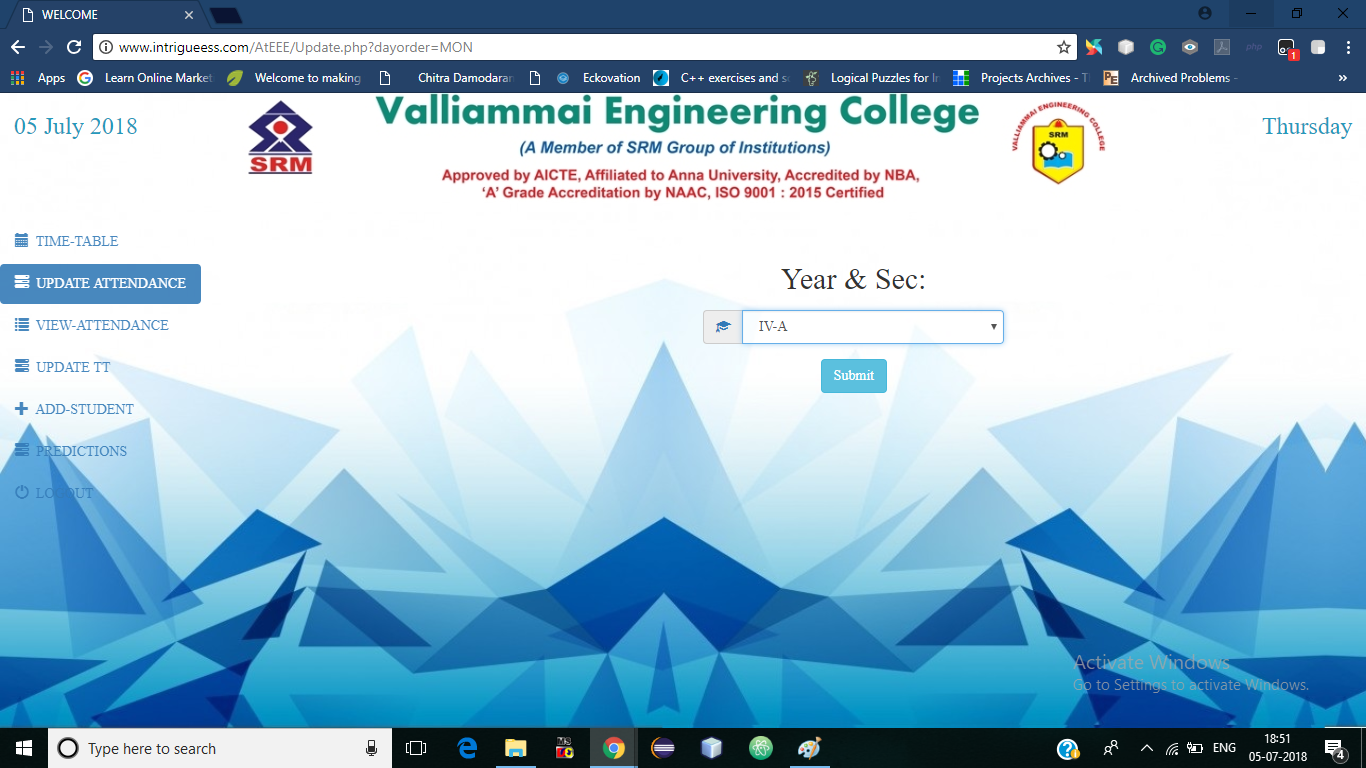 WELCOME
www.intrigueess.com/AtEEE/Update.php?dayorder=MON
php
1
Apps
Learn Online Market
Welcome to making
Chitra Damodaran
Eckovation
C++ exercises and so
Logical Puzzles for In
Projects Archives - T
PE
Archived Problems -
»
05 July 2018
SRM
Valliammai Engineering College
(A Member of SRM Group of Institutions)
Approved by AICTE, Affiliated to Anna University, Accredited by NBA,
‘A’ Grade Accreditation by NAAC, ISO 9001 : 2015 Certified
VALLIAMMAI ENGINEERING COLLEGE
SRM
Thursday
TIME-TABLE
UPDATE ATTENDANCE
VIEW-ATTENDANCE
UPDATE TT
ADD-STUDENT
PREDICTIONS
LOGOUT
Year & Sec:
IV-A
Submit
Activate Windows
Go to Settings to activate Windows.
Type here to search
ENG
18:51
05-07-2018
4